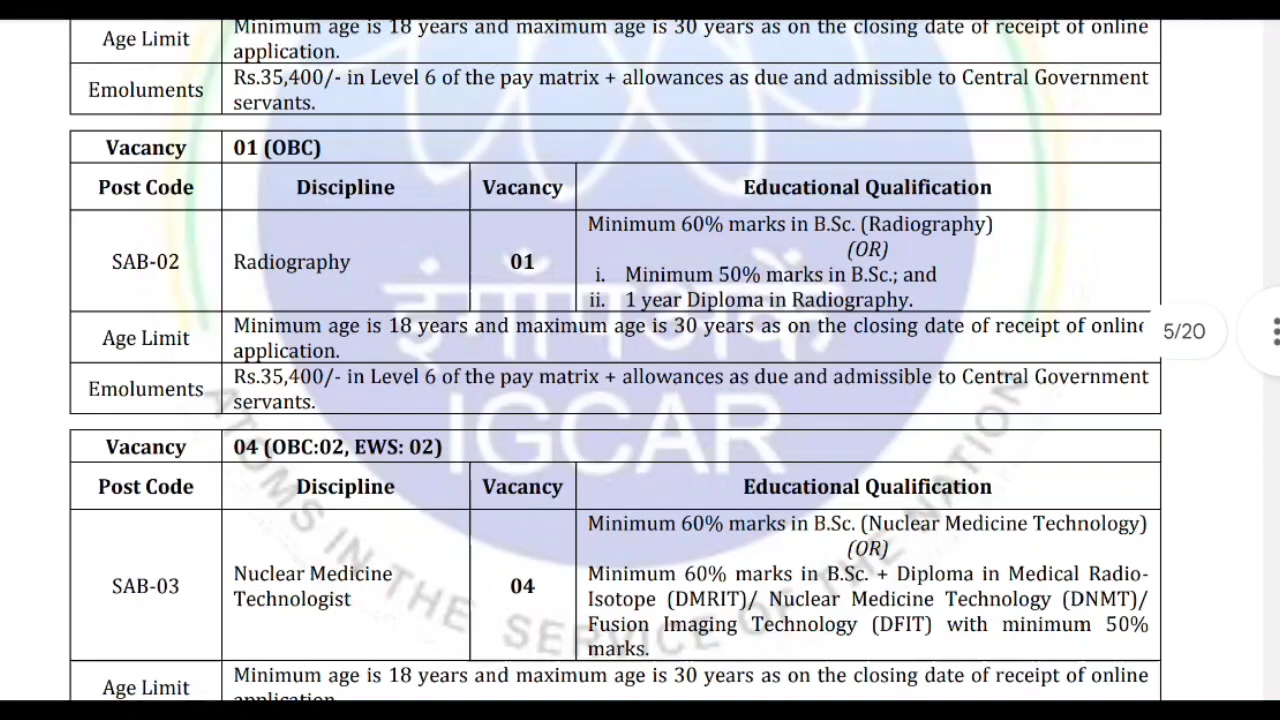 Age Limit
Minimum age is 18 years and maximum age is 30 years as on the closing date of receipt of online
application.
Emoluments
Rs.35,400/- in Level 6 of the pay matrix + allowances as due and admissible to Central Government
servants.
Vacancy
01 (OBC)
Post Code
Discipline
Vacancy
Educational Qualification
SAB-02
Radiography
01
Minimum 60% marks in B.Sc. (Radiography)
(OR)
i. Minimum 50% marks in B.Sc.; and
ii. 1 year Diploma in Radiography.
Age Limit
Minimum age is 18 years and maximum age is 30 years as on the closing date of receipt of online
application.
5/20
Emoluments
Rs.35,400/- in Level 6 of the pay matrix + allowances as due and admissible to Central Government
servants.
Vacancy
04 (OBC:02, EWS: 02)
Post Code
Discipline
Vacancy
Educational Qualification
SAB-03
Nuclear Medicine
Technologist
04
Minimum 60% marks in B.Sc. (Nuclear Medicine Technology)
(OR)
Minimum 60% marks in B.Sc. + Diploma in Medical Radio-
Isotope (DMRIT)/ Nuclear Medicine Technology (DNMT)/
Fusion Imaging Technology (DFIT) with minimum 50%
marks.
Age Limit
Minimum age is 18 years and maximum age is 30 years as on the closing date of receipt of online
application.
इंगाँपअकें
IGCAR
ATOMS IN THE SERVICE OF THE NATION